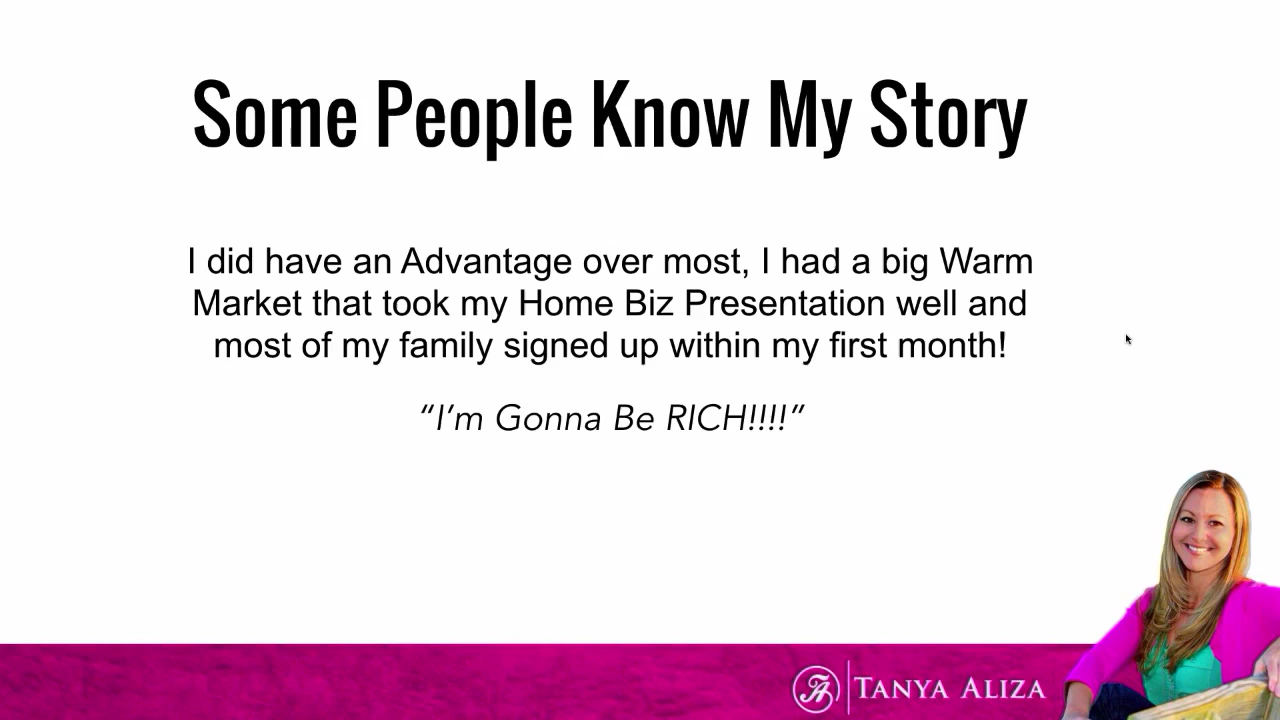 Some People Know My Story
I did have an Advantage over most, I had a big Warm
Market that took my Home Biz Presentation well and
most of my family signed up within my first month!
“I’m Gonna Be RICH!!!!”
TANYA ALIZA